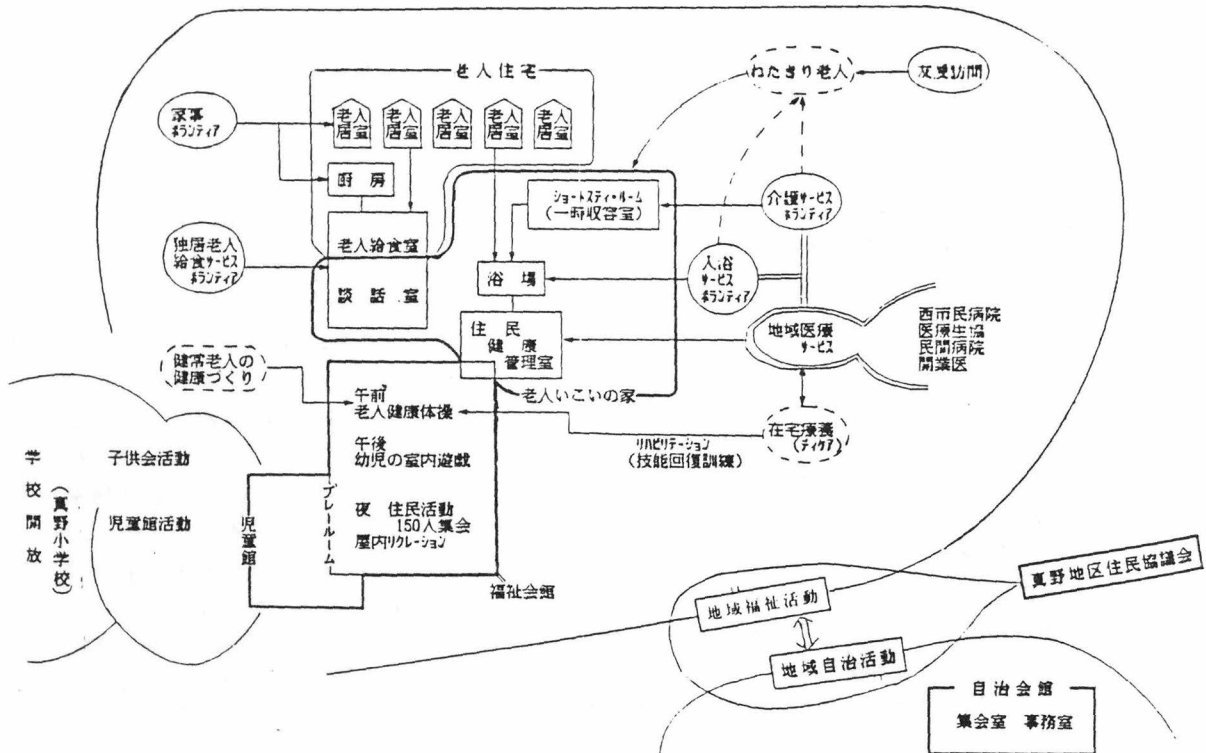 老人住宅
ねたきり老人
友愛訪問
家事
ボランティア
老人
居室
老人
居室
老人
居室
老人
居室
老人
居室
厨房
ショートスティ・ルーム
(一時収容室)
介護サービス
ボランティア
独居老人
給食サービス
ボランティア
老人給食室
談話室
浴場
入浴
サービス
ボランティア
住民
健康
管理室
地域医療
サービス
西市民病院
医療生協
民間病院
開業医
健常老人の
健康づくり
老人いこいの家
午前
老人健康体操
午後
幼児の室内遊戯
夜 住民活動
150人集会
屋内リクレーション
リハビリテーション
(技能回復訓練)
在宅療養
(ディケア)
学校開放
(真野小学校)
子供会活動
児童館活動
児童館
プレールーム
福祉会館
真野地区住民協議会
地域福祉活動
地域自治活動
自治会館
集会室 事務室